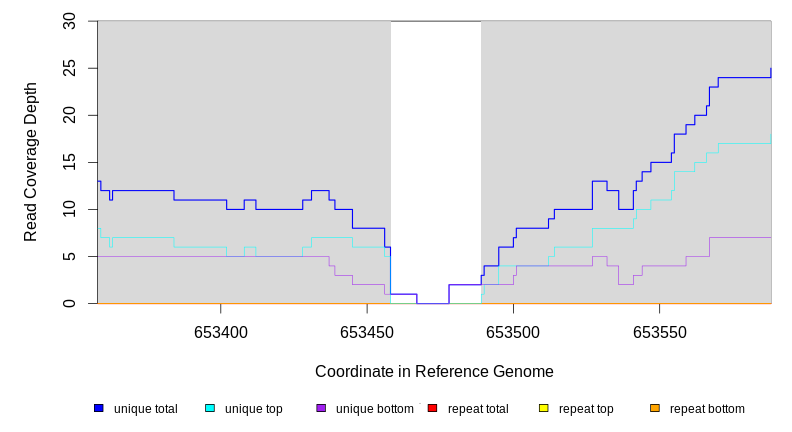 Read Coverage Depth
30
25
20
15
10
5
0
653400 653450 653500 653550
Coordinate in Reference Genome
unique total unique top unique bottom repeat total repeat top repeat bottom